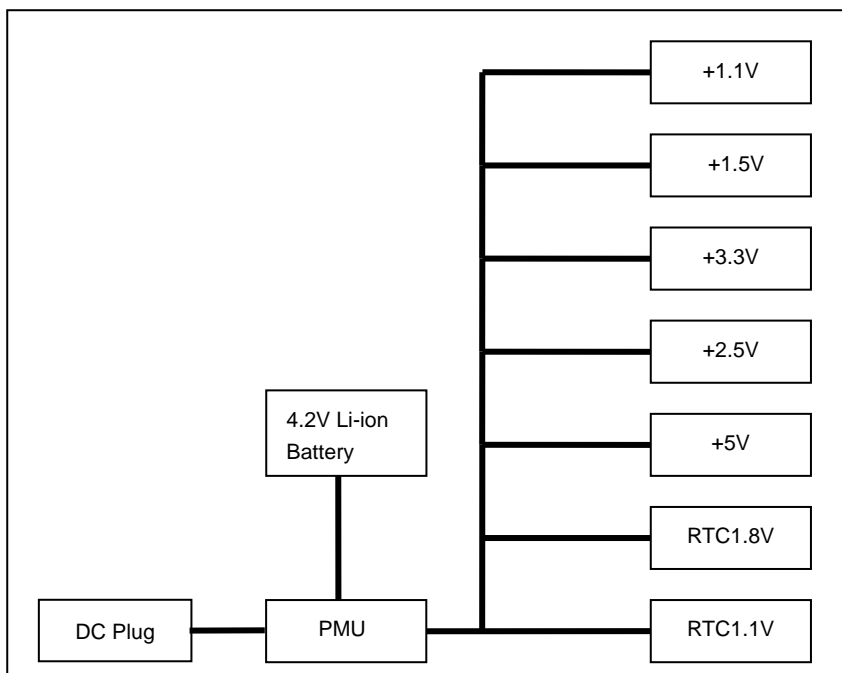 +1.1V
+1.5V
+3.3V
+2.5V
4.2V Li-ion
Battery
+5V
RTC1.8V
DC Plug
PMU
RTC1.1V